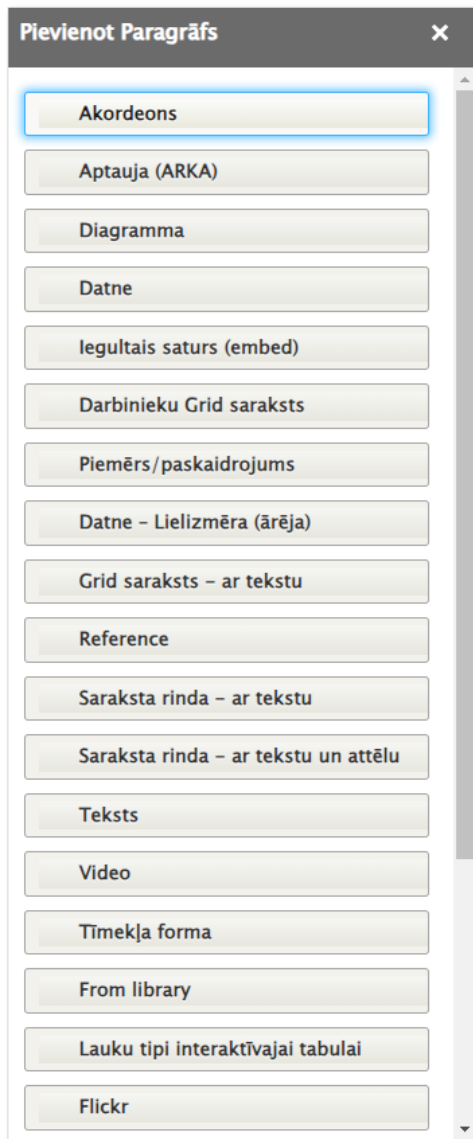 Pievienot Paragrāfs
Akordeons
Aptauja (ARKA)
Diagramma
Datne
Iegultais saturs (embed)
Darbinieku Grid saraksts
Piemērs/paskaidrojums
Datne – Lielizmēra (ārēja)
Grid saraksts – ar tekstu
Reference
Saraksta rinda – ar tekstu
Saraksta rinda – ar tekstu un attēlu
Teksts
Video
Tīmekļa forma
From library
Lauku tipi interaktīvajai tabulai
Flickr